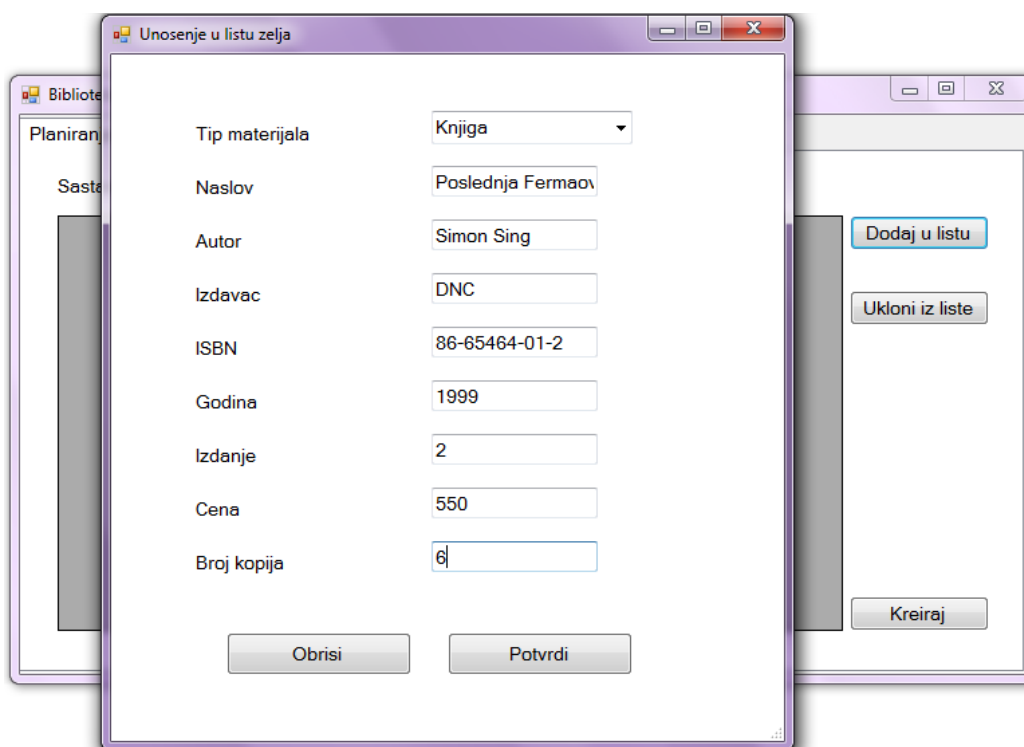 Unosenje u listu zelja
Tip materijala Knjiga
Naslov Poslednja
Autor Simon Sing
Izdavac DNC
ISBN 86-65464-01-2
Godina 1999
Izdanje 2
Cena 550
Broj kopija 6
Obrisi Potvrdi
Dodaj u listu
Ukloni iz liste
Kreiraj